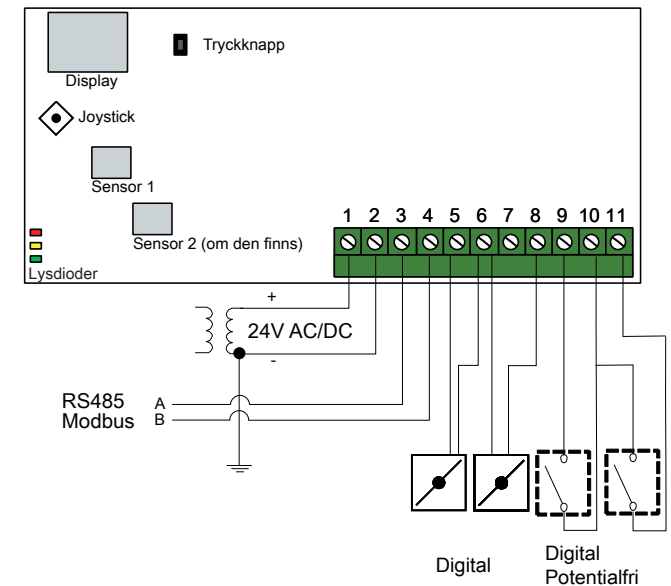 Tryckknapp
Display
Joystick
Sensor 1
Sensor 2 (om den finns)
Lysdioder
1 2 3 4 5 6 7 8 9 10 11
+
24V AC/DC
-
RS485 A
Modbus B
Digital
Digital
Potentialfri